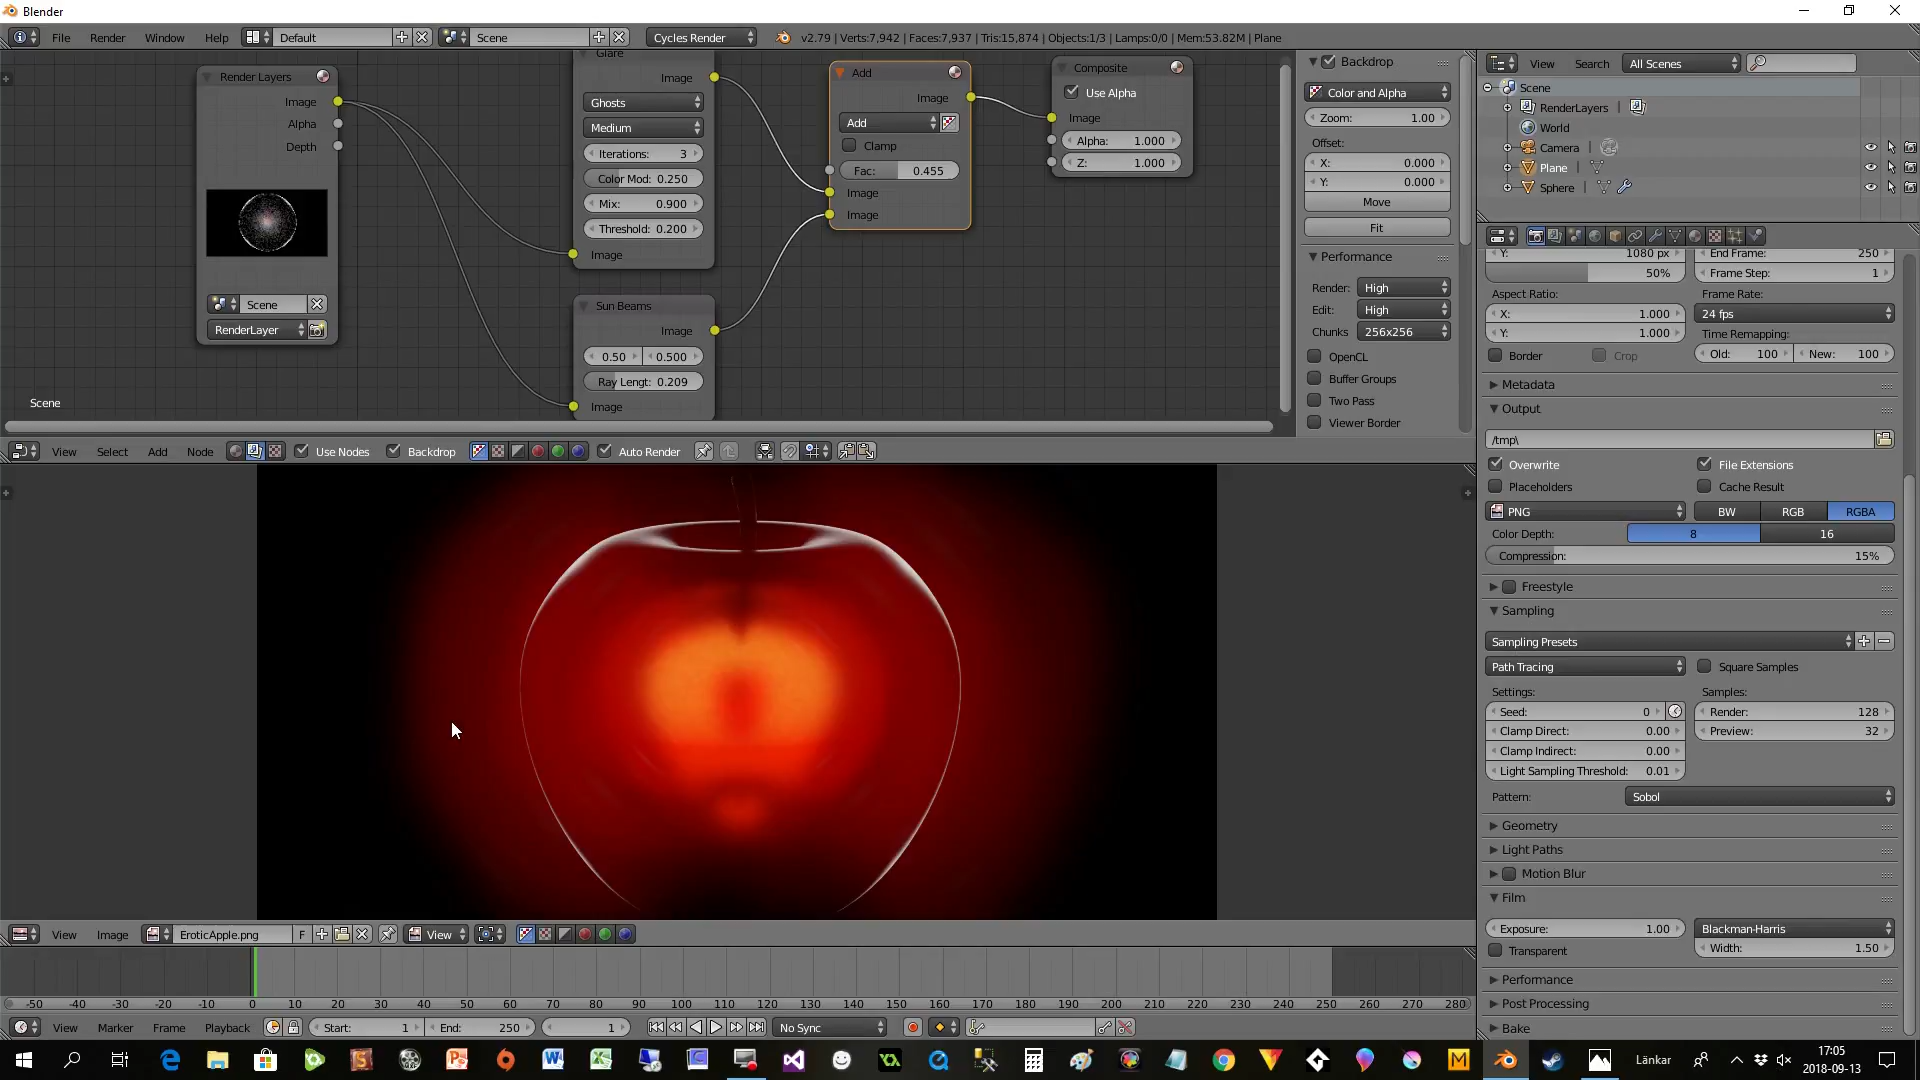 Blender
File Render Window Help Default Scene Cycles Render v2.79 | Verts:7,942 | Faces:7,937 | Tris:15,874 | Objects:1/3 | Lamps:0/0 | Mem:53.82M | Plane
Render Layers
Image
Alpha
Depth
Scene
RenderLayer
Scene
Glare
Image
Ghosts
Medium
Iterations: 3
Color Mod: 0.250
Mix: 0.900
Threshold: 0.200
Image
Sun Beams
Image
0.50 0.500
Ray Lengt: 0.209
Image
Add
Image
Add
Clamp
Fac: 0.455
Image
Image
Composite
Use Alpha
Image
Alpha: 1.000
Z: 1.000
Backdrop
Color and Alpha
Zoom: 1.00
Offset:
X: 0.000
Y: 0.000
Move
Fit
Performance
Render: High
Edit: High
Chunks 256x256
OpenCL
Buffer Groups
Two Pass
Viewer Border
View Select Add Node Use Nodes Backdrop Auto Render
View Image EroticApple.png F View
-50 -40 -30 -20 -10 0 10 20 30 40 50 60 70 80 90 100 110 120 130 140 150 160 170 180 190 200 210 220 230 240 250 260 270 280
View Marker Frame Playback Start: 1 End: 250 1 No Sync
View Search All Scenes
Scene
RenderLayers
World
Camera
Plane
Sphere
Y: 1080 px End Frame: 250
50% Frame Step: 1
Aspect Ratio: Frame Rate:
X: 1.000 24 fps
Y: 1.000 Time Remapping:
Border Crop Old: 100 New: 100
Metadata
Output
/tmp\
Overwrite File Extensions
Placeholders Cache Result
PNG BW RGB RGBA
Color Depth: 8 16
Compression: 15%
Freestyle
Sampling
Sampling Presets
Path Tracing Square Samples
Settings: Samples:
Seed: 0 Render: 128
Clamp Direct: 0.00 Preview: 32
Clamp Indirect: 0.00
Light Sampling Threshold: 0.01
Pattern: Sobol
Geometry
Light Paths
Motion Blur
Film
Exposure: 1.00 Blackman-Harris
Transparent Width: 1.50
Performance
Post Processing
Bake
Länkar 17:05
2018-09-13